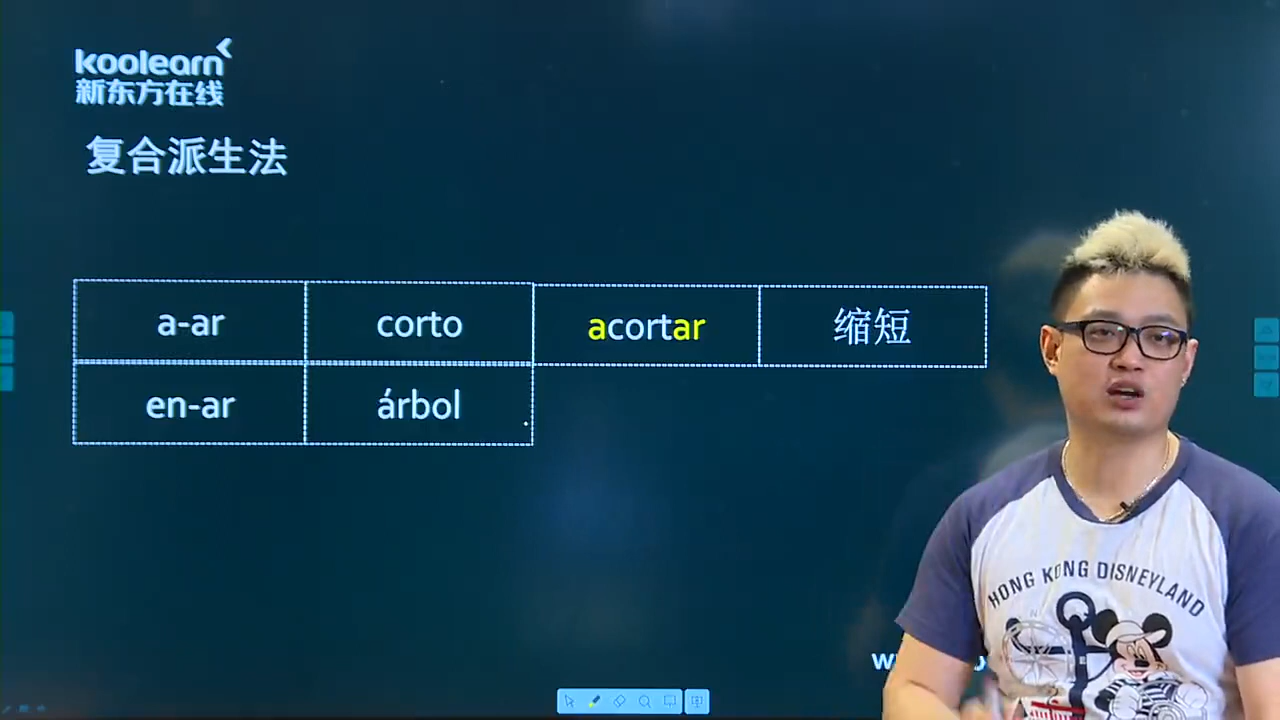 koolearn
新东方在线
复合派生法
a-ar corto acortar 缩短
en-ar árbol
HONG KONG DISNEYLAND